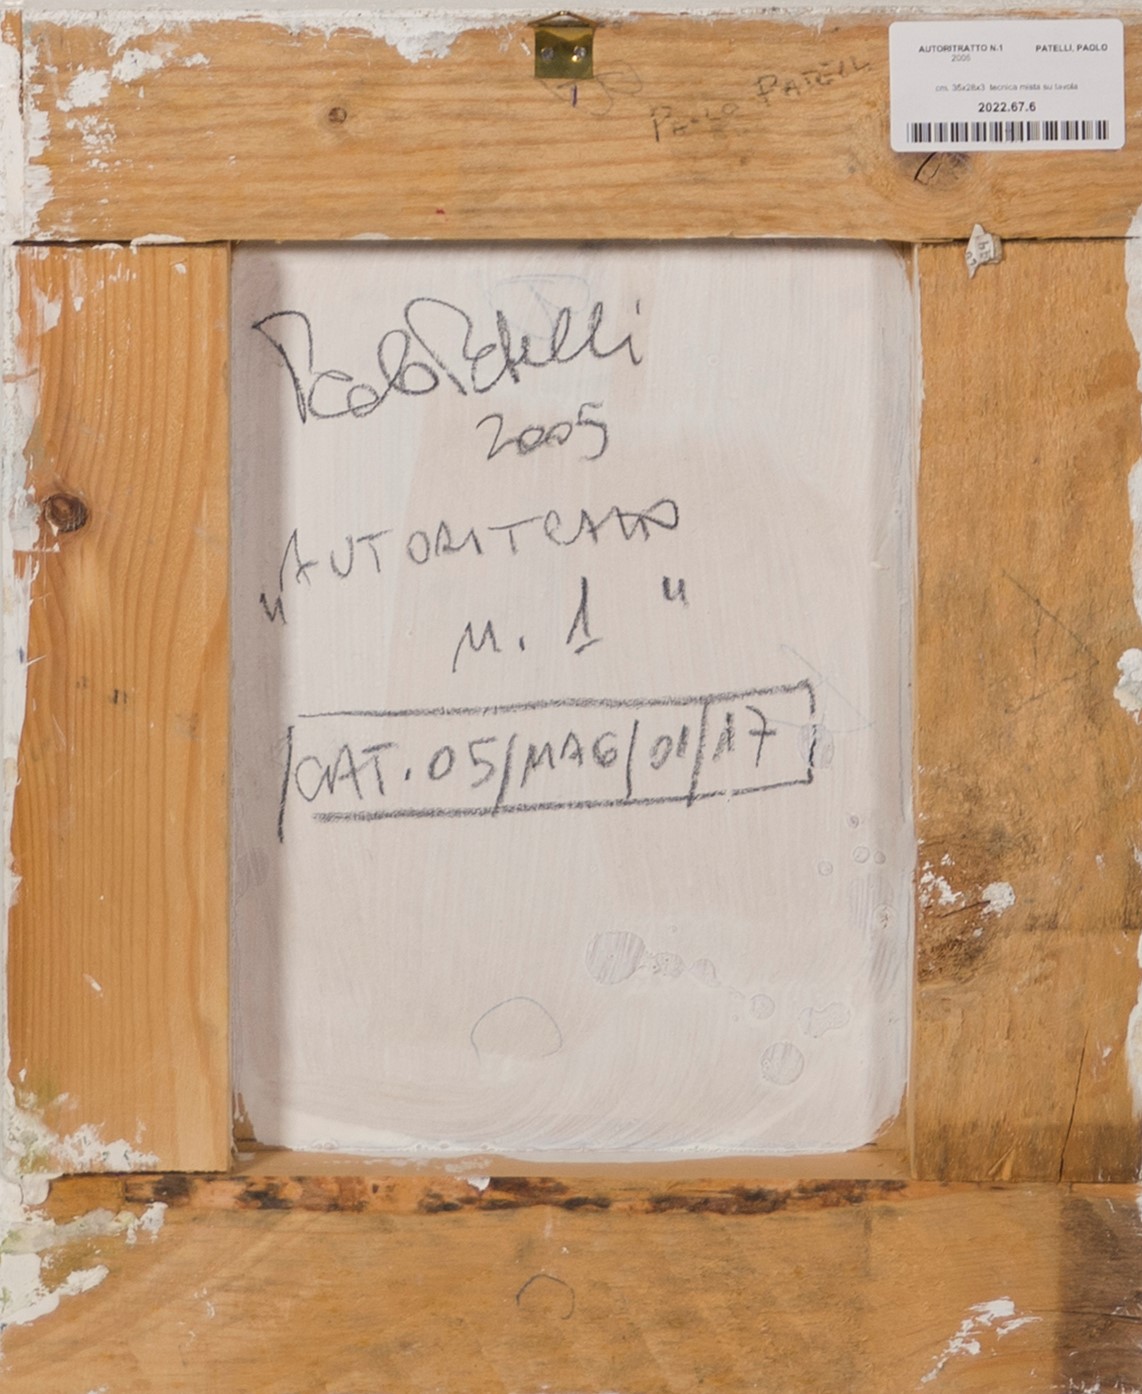 AUTORITRATTO N.1 PATELLI, PAOLO
2005
cm. 35x28x3 tecnica mista su tavola
2022.67.6
PAOLO PATELLI
Paolo Patelli
2005
"AUTORITRATTO
N. 1"
CAT. 05/MAG/01/17